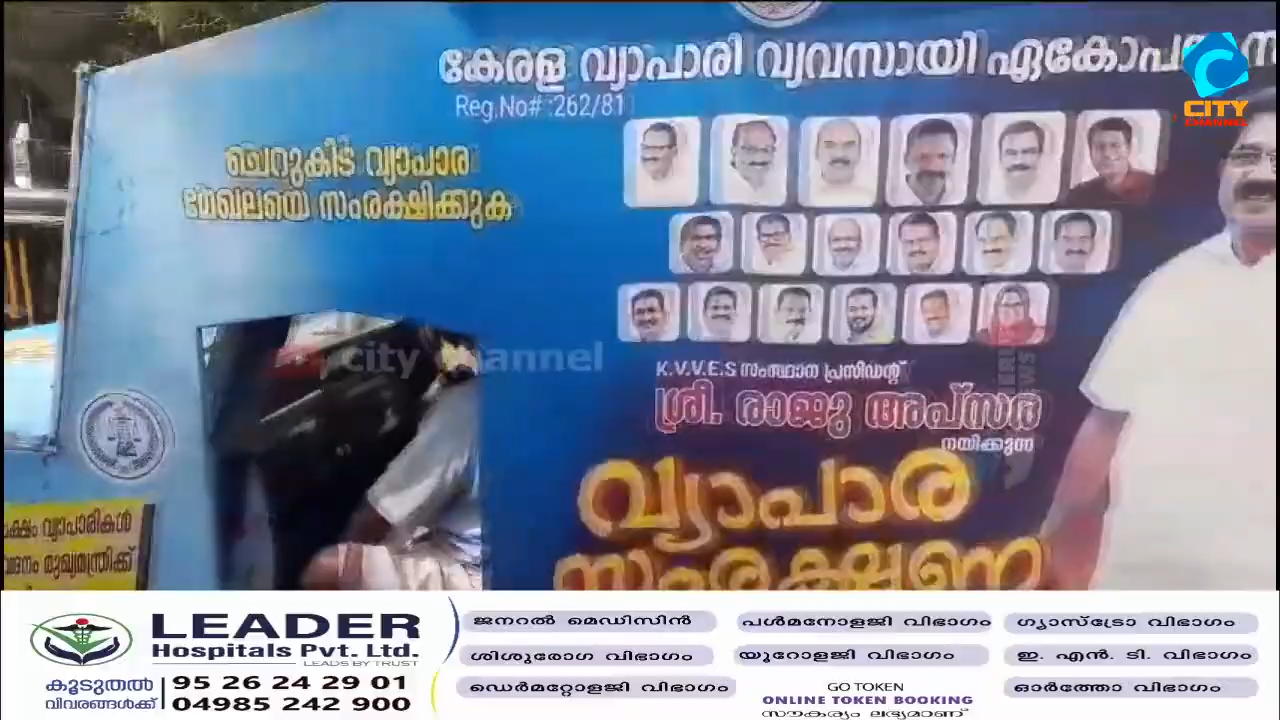 കേരള വ്യാപാരി വ്യവസായി
Reg.No# :262/81
CITY
CHANNEL
ചെറുകിട വ്യാപാര
മേഖലയെ സംരക്ഷിക്കുക
city channel
K.V.V.E.S സംസ്ഥാന പ്രസിഡന്റ്
ശ്രീ. രാജു അപ്സര
നയിക്കുന്ന
വ്യാപാര
വ്യാപാരികൾ
മുഖ്യമന്ത്രിക്ക്
LEADER
Hospitals Pvt. Ltd.
LEADS BY TRUST
കൂടുതൽ
വിവരങ്ങൾക്ക്
95 26 24 29 01
04985 242 900
ജനറൽ മെഡിസിൻ
പൾമനോളജി വിഭാഗം
ഗ്യാസ്ട്രോ വിഭാഗം
ശിശുരോഗ വിഭാഗം
യൂറോളജി വിഭാഗം
ഇ. എൻ. ടി. വിഭാഗം
ഡെർമറ്റോളജി വിഭാഗം
GO TOKEN
ONLINE TOKEN BOOKING
സൗകര്യം ലഭ്യമാണ്
ഓർത്തോ വിഭാഗം